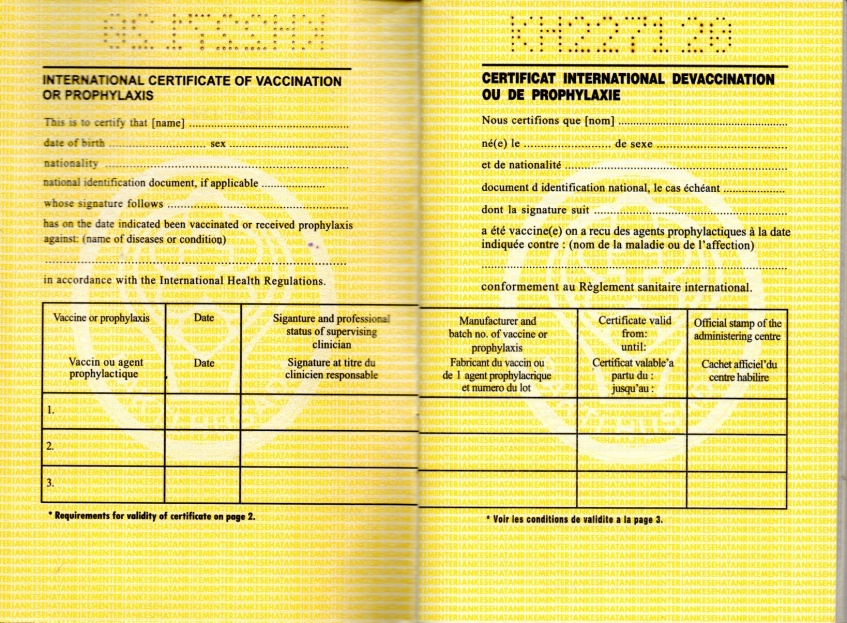 KH2271 20
INTERNATIONAL CERTIFICATE OF VACCINATION
OR PROPHYLAXIS
This is to certify that [name] ..........
date of birth .......... sex ..........
nationality ..........
national identification document, if applicable ..........
whose signature follows ..........
has on the date indicated been vaccinated or received prophylaxis
against: (name of diseases or condition)
..........
in accordance with the International Health Regulations.
Vaccine or prophylaxis
Vaccin ou agent
prophylactique
Date
Date
Siganture and professional
status of supervising
clinician
Signature at titre du
clinicien responsable
1.
2.
3.
* Requirements for validity of certificate on page 2.
CERTIFICAT INTERNATIONAL DEVACCINATION
OU DE PROPHYLAXIE
Nous certifions que [nom] ..........
né(e) le .......... de sexe ..........
et de nationalité ..........
document d identification national, le cas échéant ..........
dont la signature suit ..........
a été vaccine(e) on a recu des agents prophylactiques à la date
indiquée contre : (nom de la maladie ou de l'affection)
..........
conformement au Règlement sanitaire international.
Manufacturer and
batch no. of vaccine or
prophylaxis
Fabricant du vaccin ou
de 1 agent prophylacrique
et numero du lot
Certificate valid
from:
until:
Certificat valable'a
partu du :
jusqu'au :
Official stamp of the
administering centre
Cachet afficiel'du
centre habilire
* Voir les conditions de validite a la page 3.